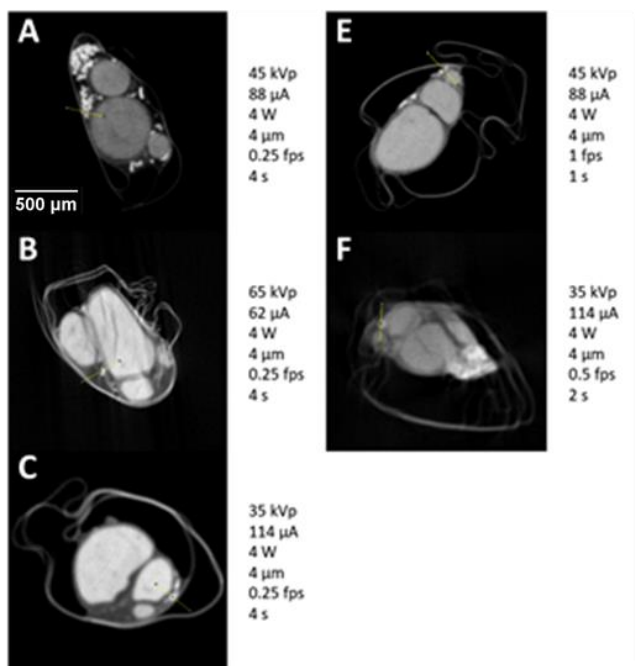 A
45 kVp
88 µA
4 W
4 µm
0.25 fps
4 s
500 µm
B
65 kVp
62 µA
4 W
4 µm
0.25 fps
4 s
C
35 kVp
114 µA
4 W
4 µm
0.25 fps
4 s
E
45 kVp
88 µA
4 W
4 µm
1 fps
1 s
F
35 kVp
114 µA
4 W
4 µm
0.5 fps
2 s